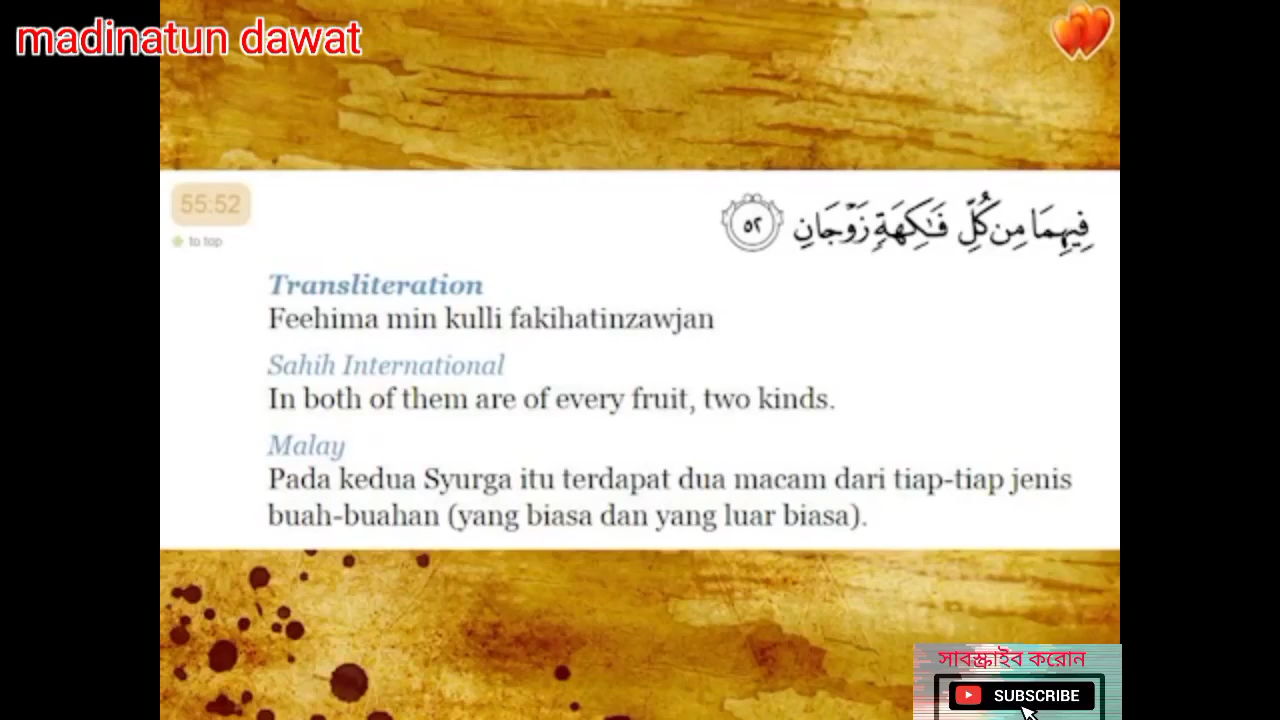 madinatun dawat
55:52
to top
فِيهِمَا مِن كُلِّ فَـٰكِهَةٍ زَوْجَانِ ٥٢
Transliteration
Feehima min kulli fakihatinzawjan
Sahih International
In both of them are of every fruit, two kinds.
Malay
Pada kedua Syurga itu terdapat dua macam dari tiap-tiap jenis
buah-buahan (yang biasa dan yang luar biasa).
সাবস্ক্রাইব করোন
SUBSCRIBE